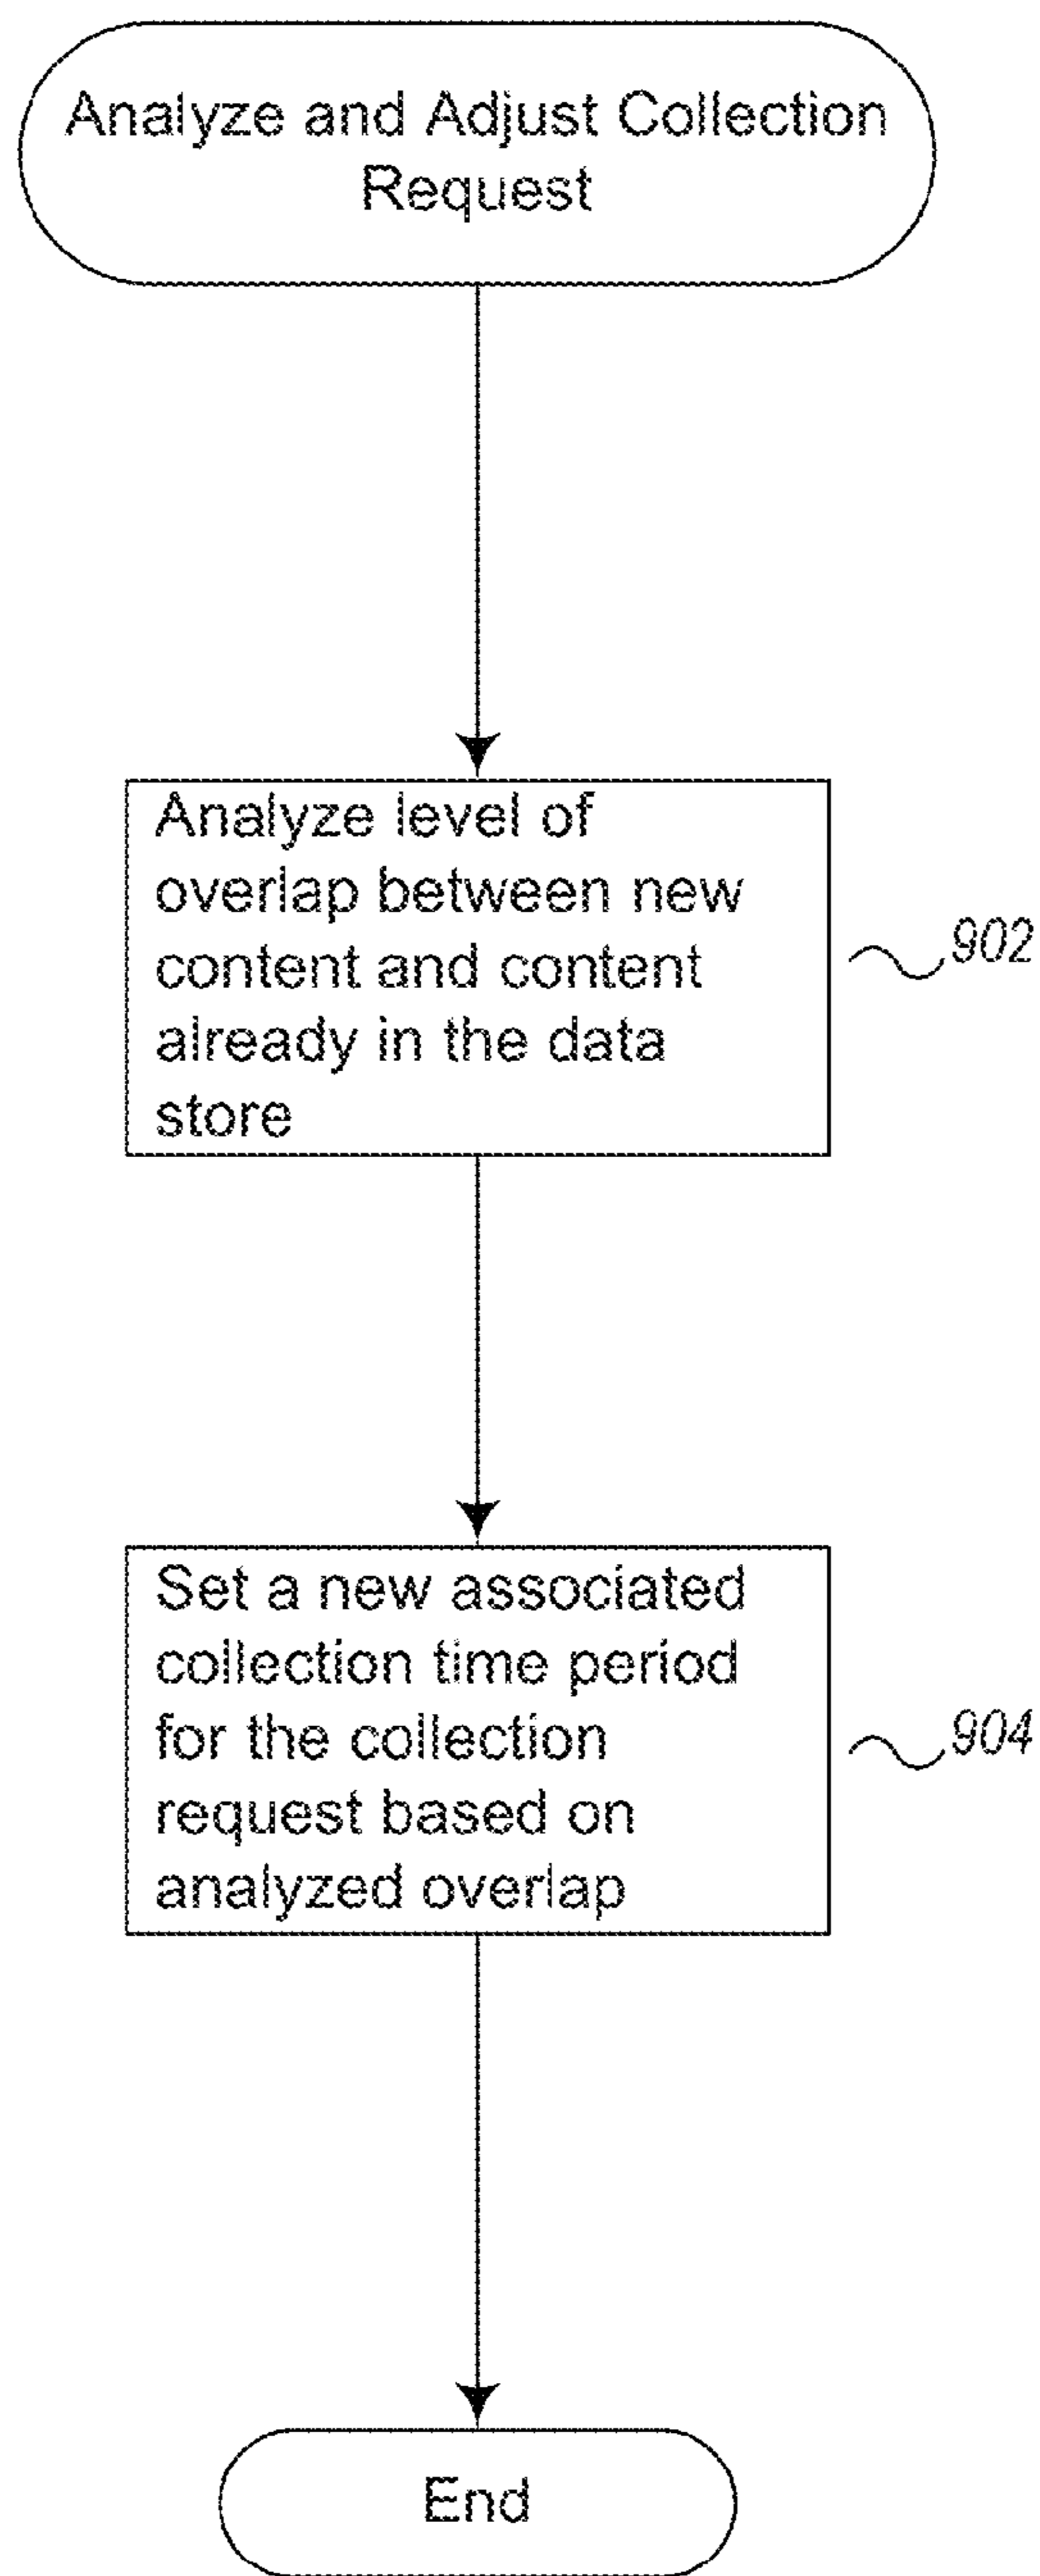 Analyze and Adjust Collection
Request
Analyze level of
overlap between new
content and content
already in the data
store
902
Set a new associated
collection time period
for the collection
request based on
analyzed overlap
904
End